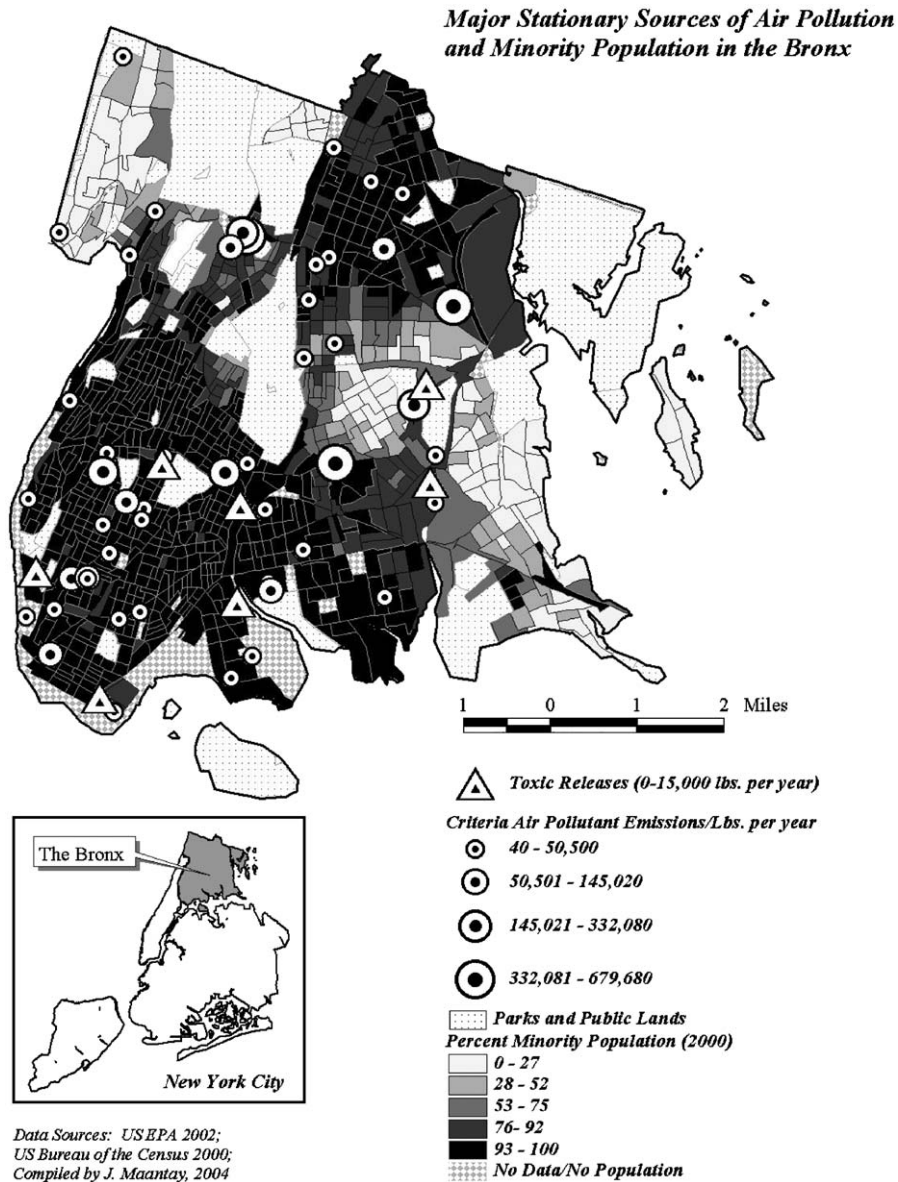 Major Stationary Sources of Air Pollution
and Minority Population in the Bronx
1 0 1 2 Miles
Toxic Releases (0-15,000 lbs. per year)
Criteria Air Pollutant Emissions/Lbs. per year
40 - 50,500
50,501 - 145,020
145,021 - 332,080
332,081 - 679,680
Parks and Public Lands
Percent Minority Population (2000)
0 - 27
28 - 52
53 - 75
76- 92
93 - 100
No Data/No Population
The Bronx
New York City
Data Sources: US EPA 2002;
US Bureau of the Census 2000;
Compiled by J. Maantay, 2004